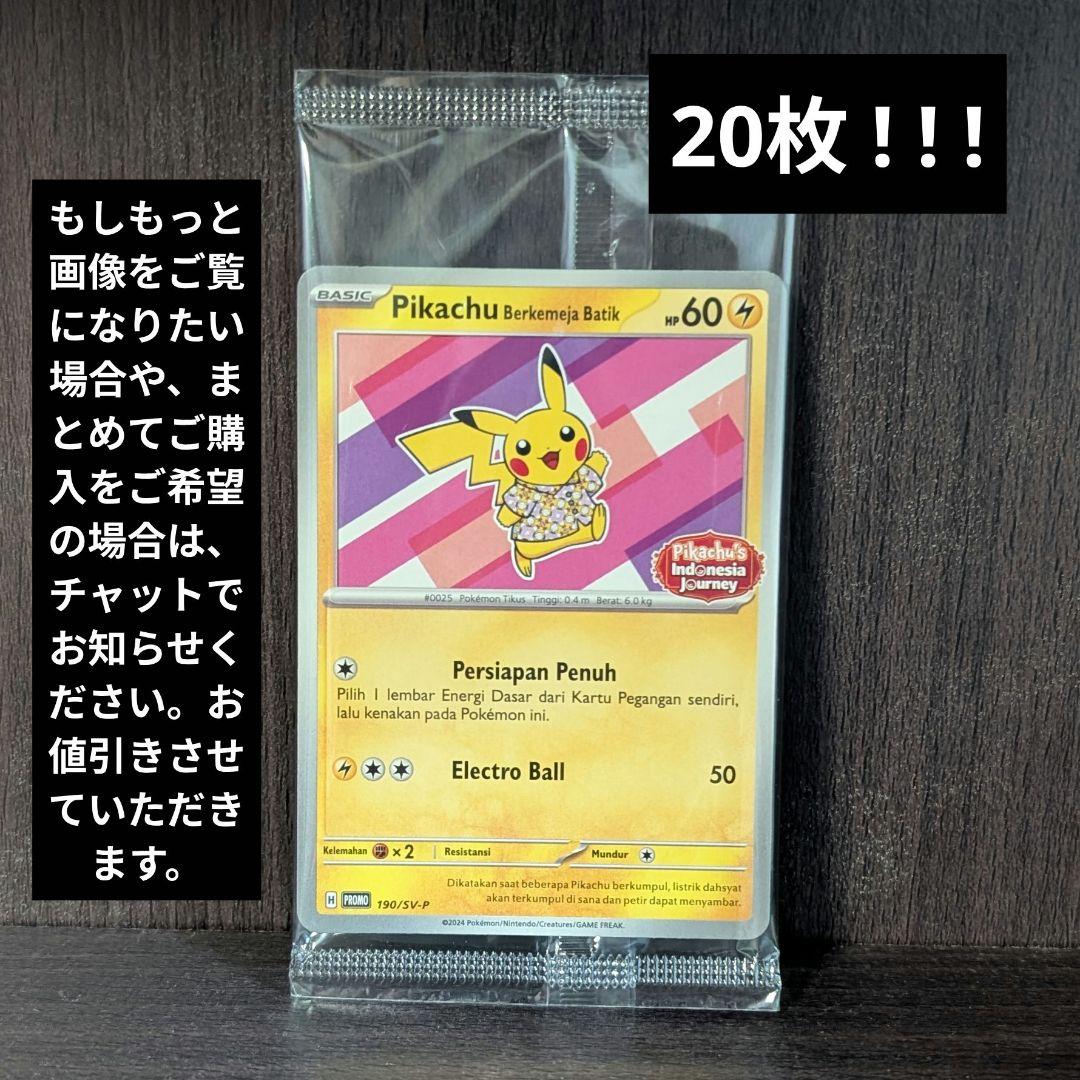 20枚！！！
もしもっと
画像をご覧
になりたい
場合や、ま
とめてご購
入をご希望
の場合は、
チャットで
お知らせく
ださい。お
値引きさせ
ていただき
ます。
BASIC
Pikachu Berkemeja Batik
HP 60
Pikachu's
Indonesia
Journey
#0025 Pokémon Tikus Tinggi: 0.4 m Berat: 6.0 kg
Persiapan Penuh
Pilih 1 lembar Energi Dasar dari Kartu Pegangan sendiri,
lalu kenakan pada Pokémon ini.
Electro Ball 50
Kelemahan ×2 Resistansi Mundur
Dikatakan saat beberapa Pikachu berkumpul, listrik dahsyat
akan terkumpul di sana dan petir dapat menyambar.
H PROMO 190/SV-P
©2024 Pokémon/Nintendo/Creatures/GAME FREAK.